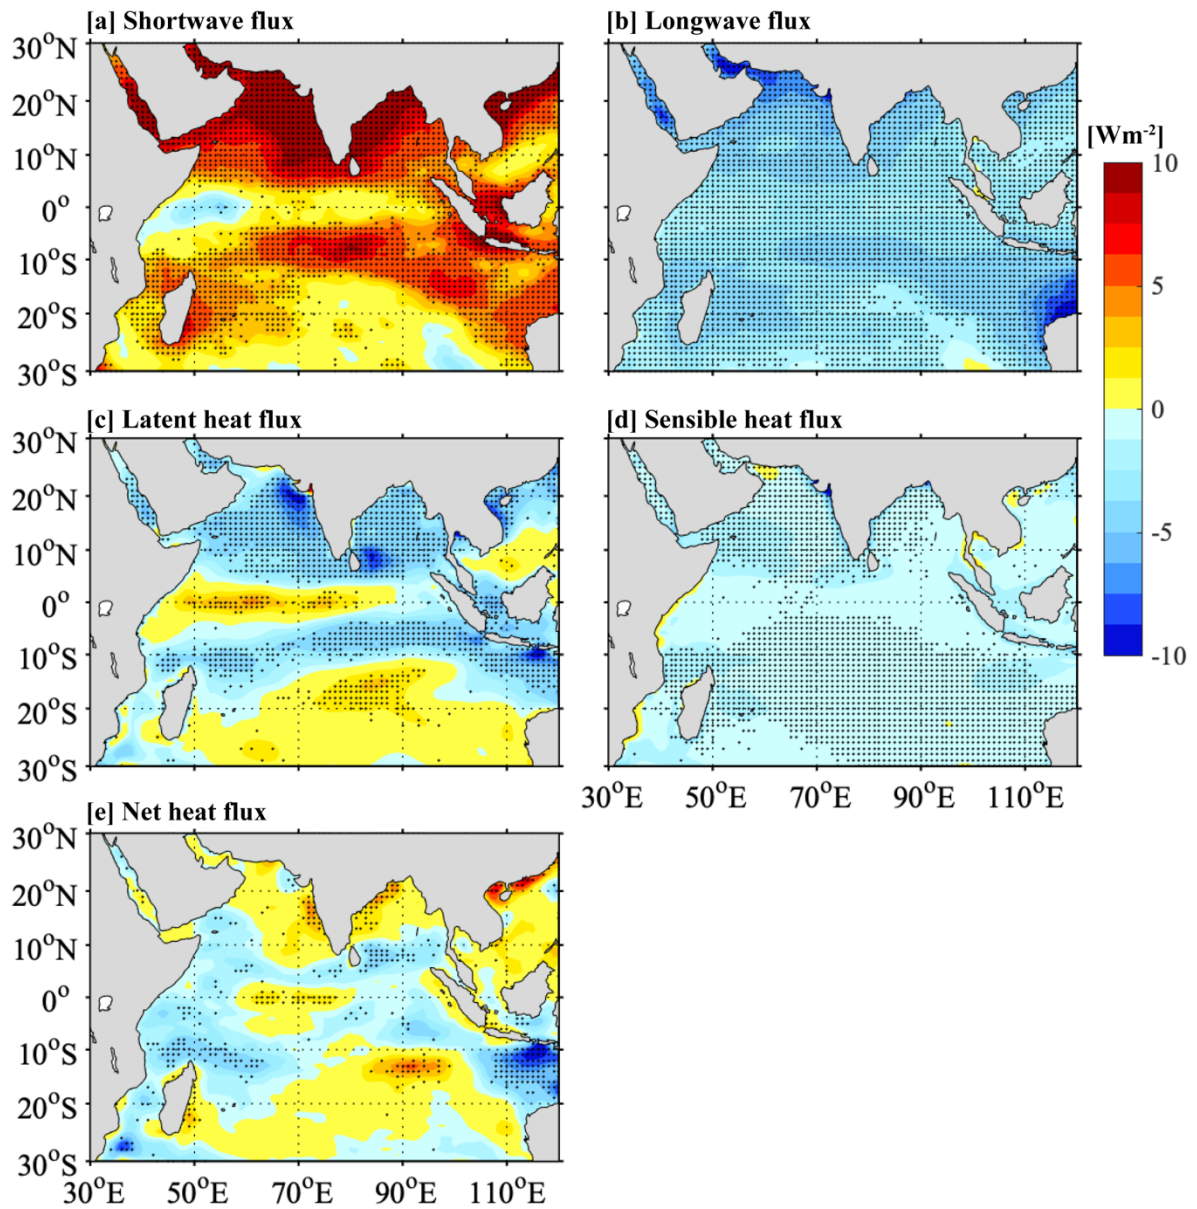 [a] Shortwave flux
[b] Longwave flux
30°N
20°N
10°N
0°
10°S
20°S
30°S
[Wm⁻²]
10
5
0
-5
-10
[c] Latent heat flux
[d] Sensible heat flux
30°N
20°N
10°N
0°
10°S
20°S
30°S
30°E 50°E 70°E 90°E 110°E
[e] Net heat flux
30°N
20°N
10°N
0°
10°S
20°S
30°S
30°E 50°E 70°E 90°E 110°E